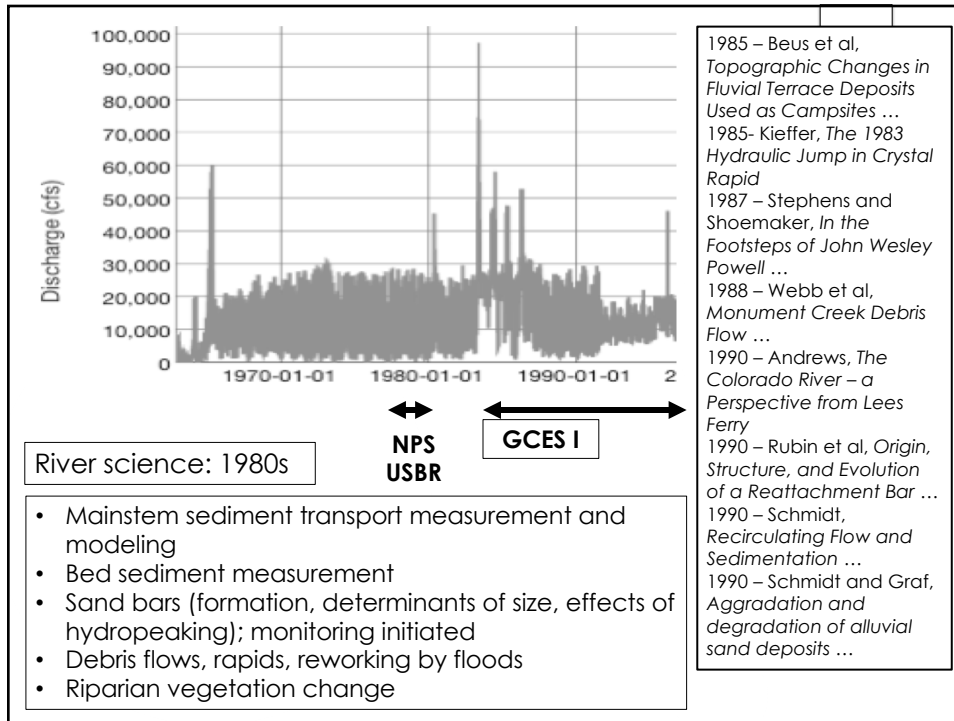 100,000
90,000
80,000
70,000
60,000
50,000
40,000
30,000
20,000
10,000
0
Discharge (cfs)
1970-01-01
1980-01-01
1990-01-01
2
NPS
USBR
GCES I
River science: 1980s
• Mainstem sediment transport measurement and
modeling
• Bed sediment measurement
• Sand bars (formation, determinants of size, effects of
hydropeaking); monitoring initiated
• Debris flows, rapids, reworking by floods
• Riparian vegetation change
1985 – Beus et al,
Topographic Changes in
Fluvial Terrace Deposits
Used as Campsites …
1985- Kieffer, The 1983
Hydraulic Jump in Crystal
Rapid
1987 – Stephens and
Shoemaker, In the
Footsteps of John Wesley
Powell …
1988 – Webb et al,
Monument Creek Debris
Flow …
1990 – Andrews, The
Colorado River – a
Perspective from Lees
Ferry
1990 – Rubin et al, Origin,
Structure, and Evolution
of a Reattachment Bar …
1990 – Schmidt,
Recirculating Flow and
Sedimentation …
1990 – Schmidt and Graf,
Aggradation and
degradation of alluvial
sand deposits …